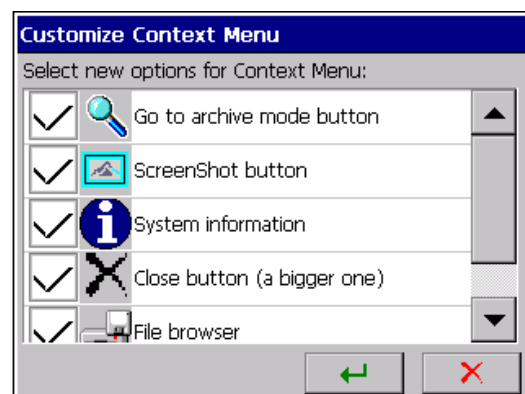 Customize Context Menu
Select new options for Context Menu:
Go to archive mode button
ScreenShot button
System information
Close button (a bigger one)
File browser